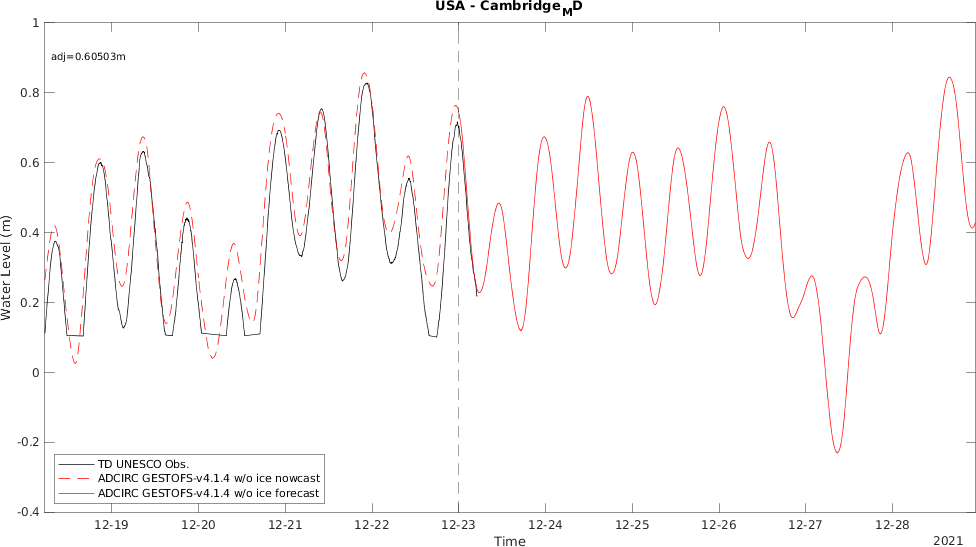 USA - Cambridge_MD
adj=0.60503m
1
0.8
0.6
0.4
0.2
0
-0.2
-0.4
Water Level (m)
TD UNESCO Obs.
ADCIRC GESTOFS-v4.1.4 w/o ice nowcast
ADCIRC GESTOFS-v4.1.4 w/o ice forecast
12-19 12-20 12-21 12-22 12-23 12-24 12-25 12-26 12-27 12-28
Time
2021